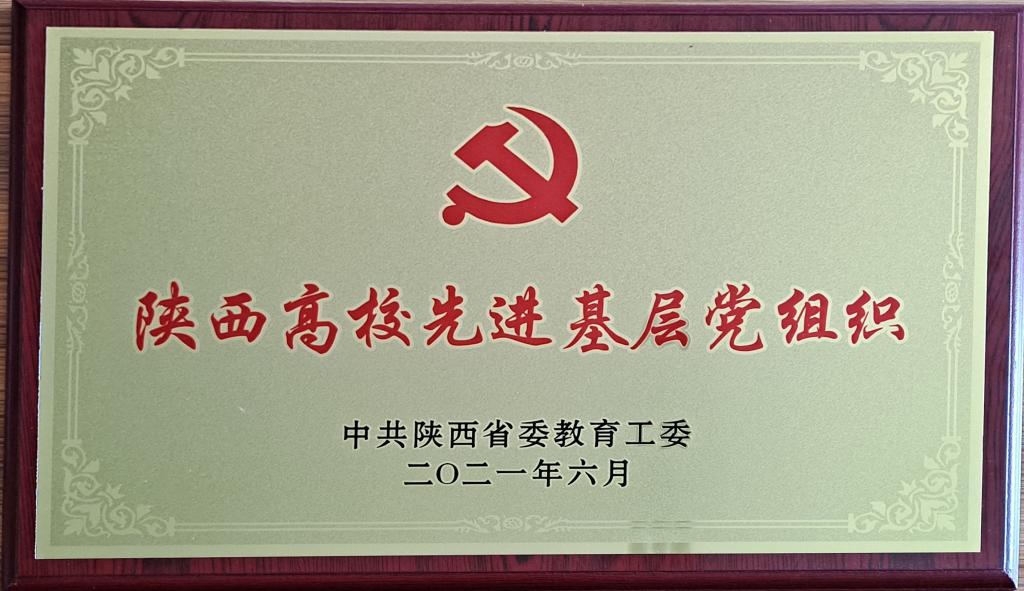 陕西高校先进基层党组织
中共陕西省委教育工委
二〇二一年六月